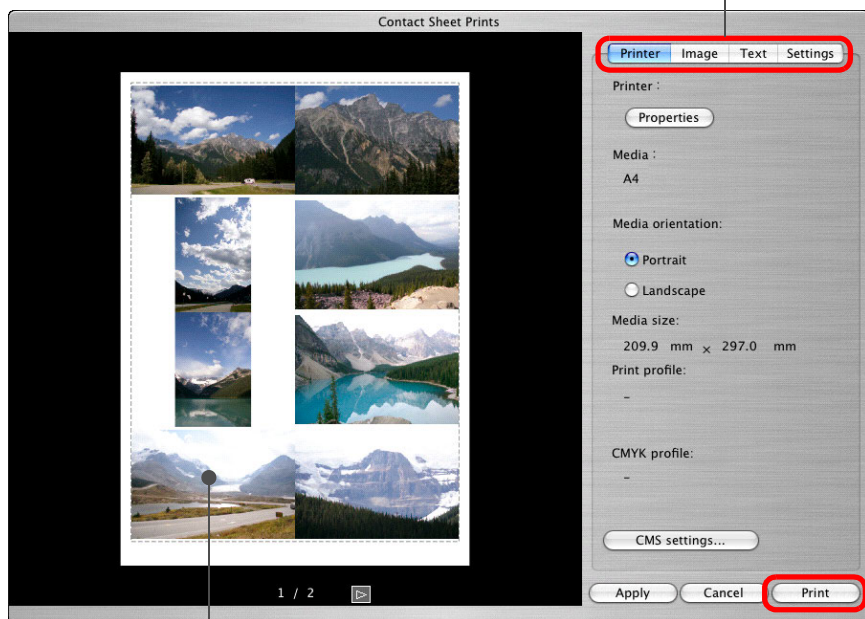 Contact Sheet Prints
Printer Image Text Settings
Printer :
Properties
Media :
A4
Media orientation:
Portrait
Landscape
Media size:
209.9 mm × 297.0 mm
Print profile:
–
CMYK profile:
–
CMS settings...
1 / 2
Apply Cancel Print